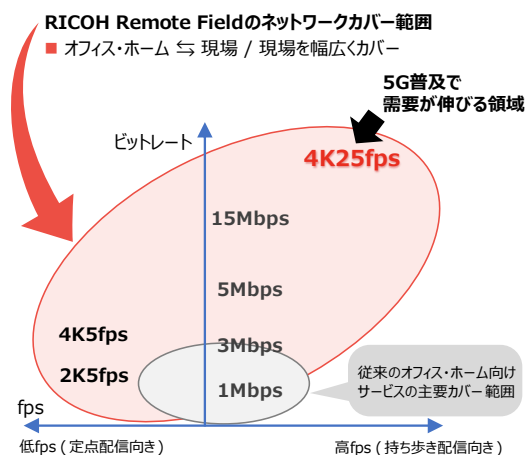 RICOH Remote Fieldのネットワークカバー範囲
■ オフィス・ホーム ⇆ 現場 / 現場を幅広くカバー
5G普及で
需要が伸びる領域
ビットレート
4K25fps
15Mbps
5Mbps
4K5fps
3Mbps
2K5fps
1Mbps
従来のオフィス・ホーム向け
サービスの主要カバー範囲
fps
低fps ( 定点配信向き )
高fps ( 持ち歩き配信向き )